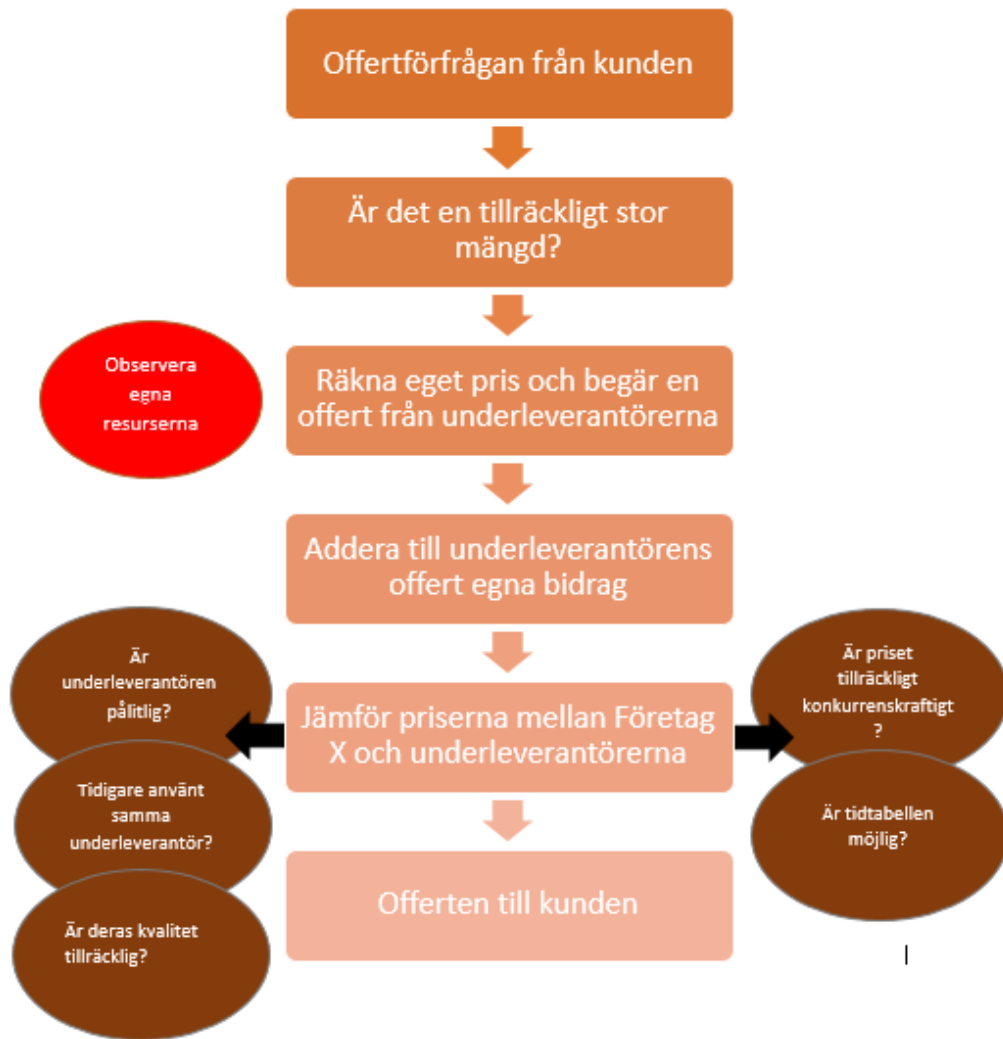 Offertförfrågan från kunden
Är det en tillräckligt stor
mängd?
Observera
egna
resurserna
Räkna eget pris och begär en
offert från underleverantörerna
Addera till underleverantörens
offert egna bidrag
Är
underleverantören
pålitlig?
Jämför priserna mellan Företag
X och underleverantörerna
Är priset
tillräckligt
konkurrenskraftigt
?
Tidigare använt
samma
underleverantör?
Är tidtabellen
möjlig?
Är deras kvalitet
tillräcklig?
Offerten till kunden